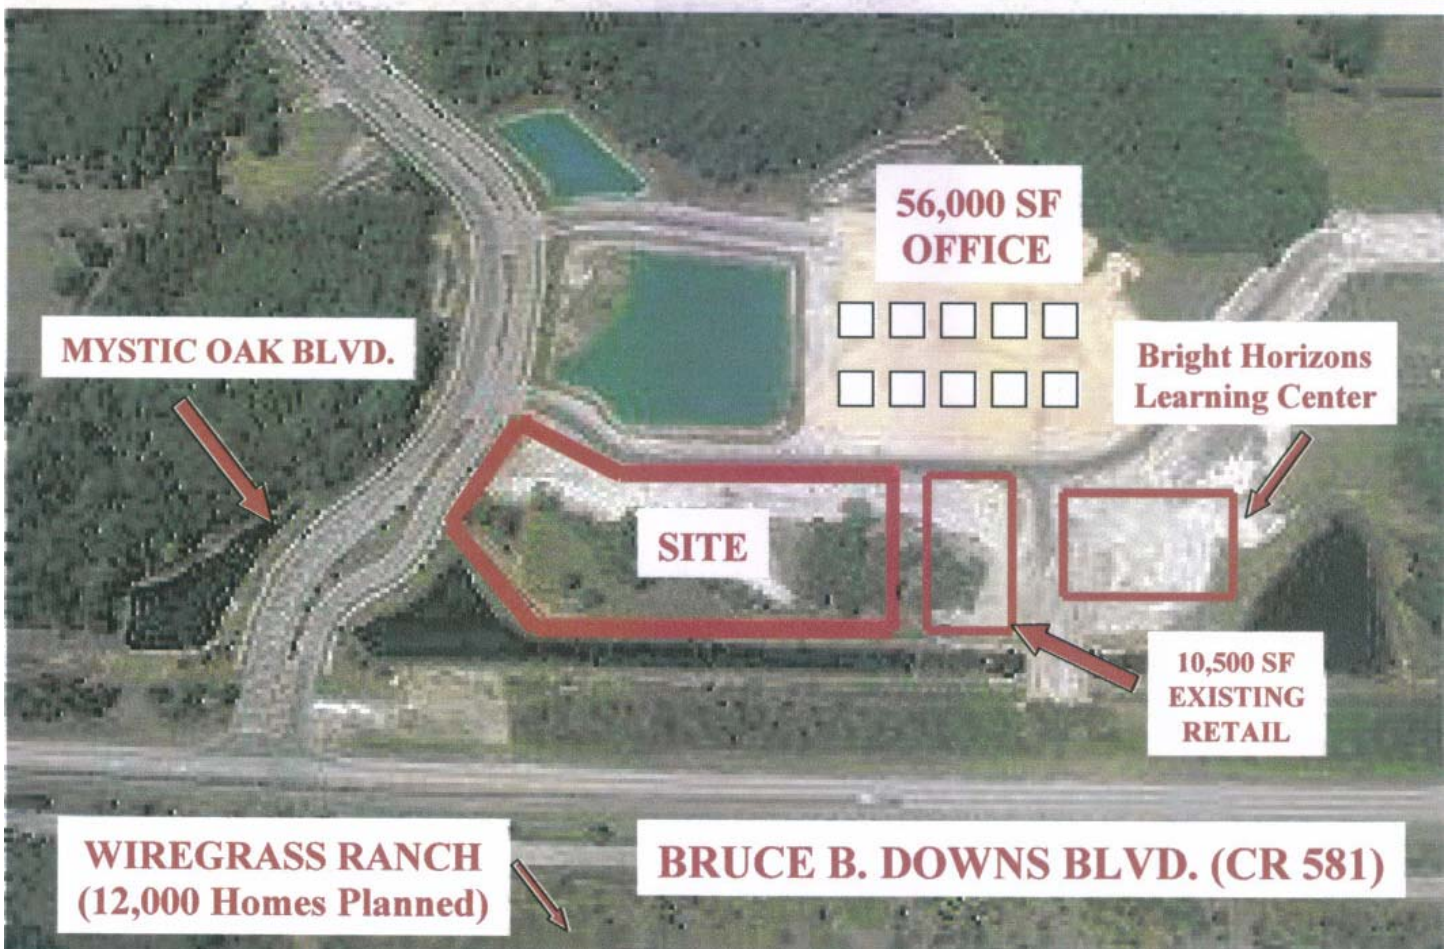 56,000 SF
OFFICE
MYSTIC OAK BLVD.
Bright Horizons
Learning Center
SITE
10,500 SF
EXISTING
RETAIL
WIREGRASS RANCH
(12,000 Homes Planned)
BRUCE B. DOWNS BLVD. (CR 581)